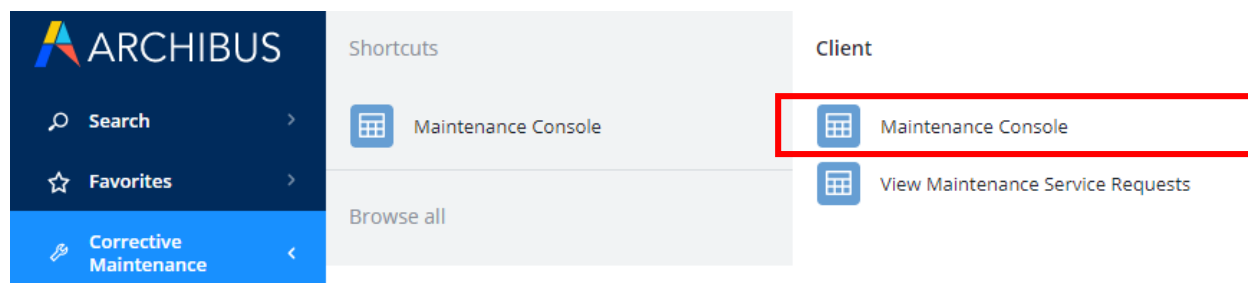 ARCHIBUS
Search
Favorites
Corrective
Maintenance
Shortcuts
Maintenance Console
Browse all
Client
Maintenance Console
View Maintenance Service Requests